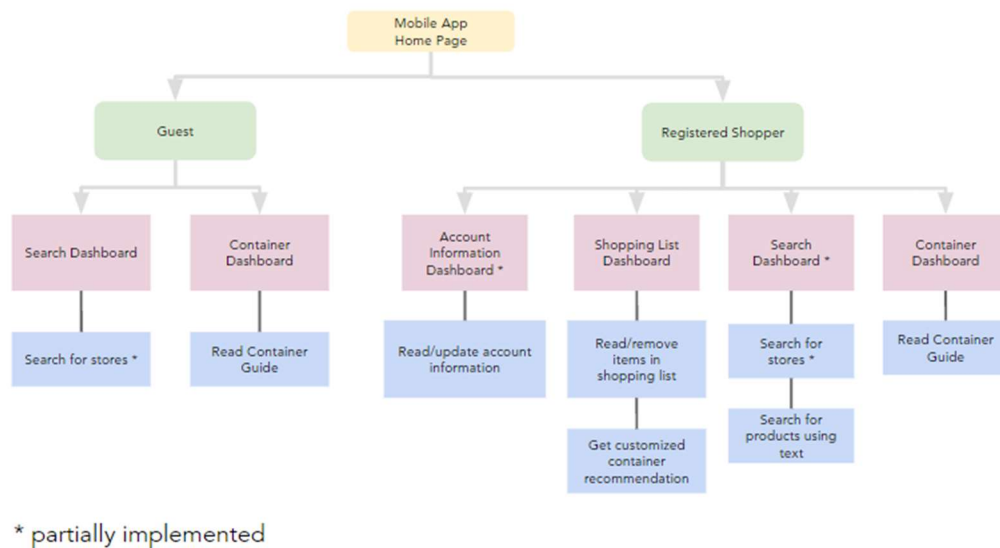 Mobile App
Home Page
Guest
Registered Shopper
Search Dashboard
Container
Dashboard
Account
Information
Dashboard *
Shopping List
Dashboard
Search
Dashboard *
Container
Dashboard
Search for stores *
Read Container
Guide
Read/update account
information
Read/remove
items in
shopping list
Search for
stores *
Read Container
Guide
Get customized
container
recommendation
Search for
products using
text
* partially implemented